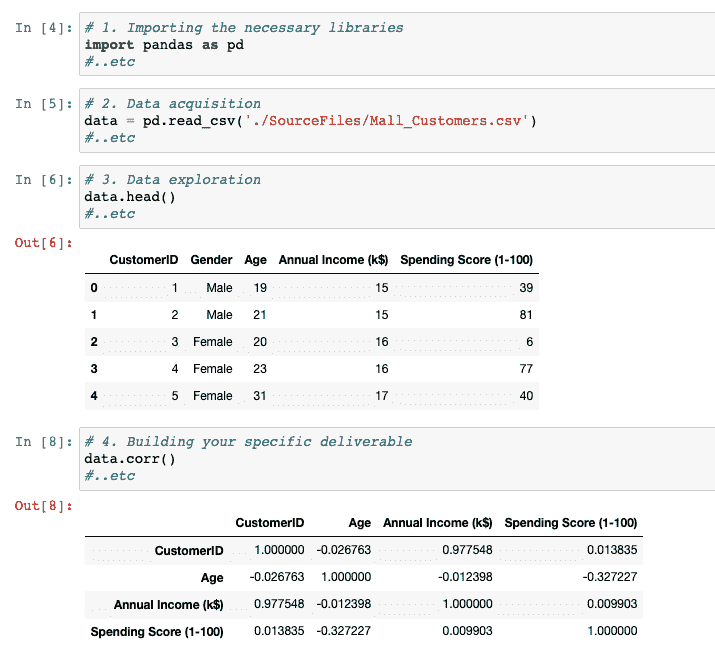 In [4]: # 1. Importing the necessary libraries
import pandas as pd
#..etc
In [5]: # 2. Data acquisition
data = pd.read_csv('./SourceFiles/Mall_Customers.csv')
#..etc
In [6]: # 3. Data exploration
data.head()
#..etc
Out[6]:
CustomerID Gender Age Annual Income (k$) Spending Score (1-100)
0 1 Male 19 15 39
1 2 Male 21 15 81
2 3 Female 20 16 6
3 4 Female 23 16 77
4 5 Female 31 17 40
In [8]: # 4. Building your specific deliverable
data.corr()
#..etc
Out[8]:
CustomerID Age Annual Income (k$) Spending Score (1-100)
CustomerID 1.000000 -0.026763 0.977548 0.013835
Age -0.026763 1.000000 -0.012398 -0.327227
Annual Income (k$) 0.977548 -0.012398 1.000000 0.009903
Spending Score (1-100) 0.013835 -0.327227 0.009903 1.000000